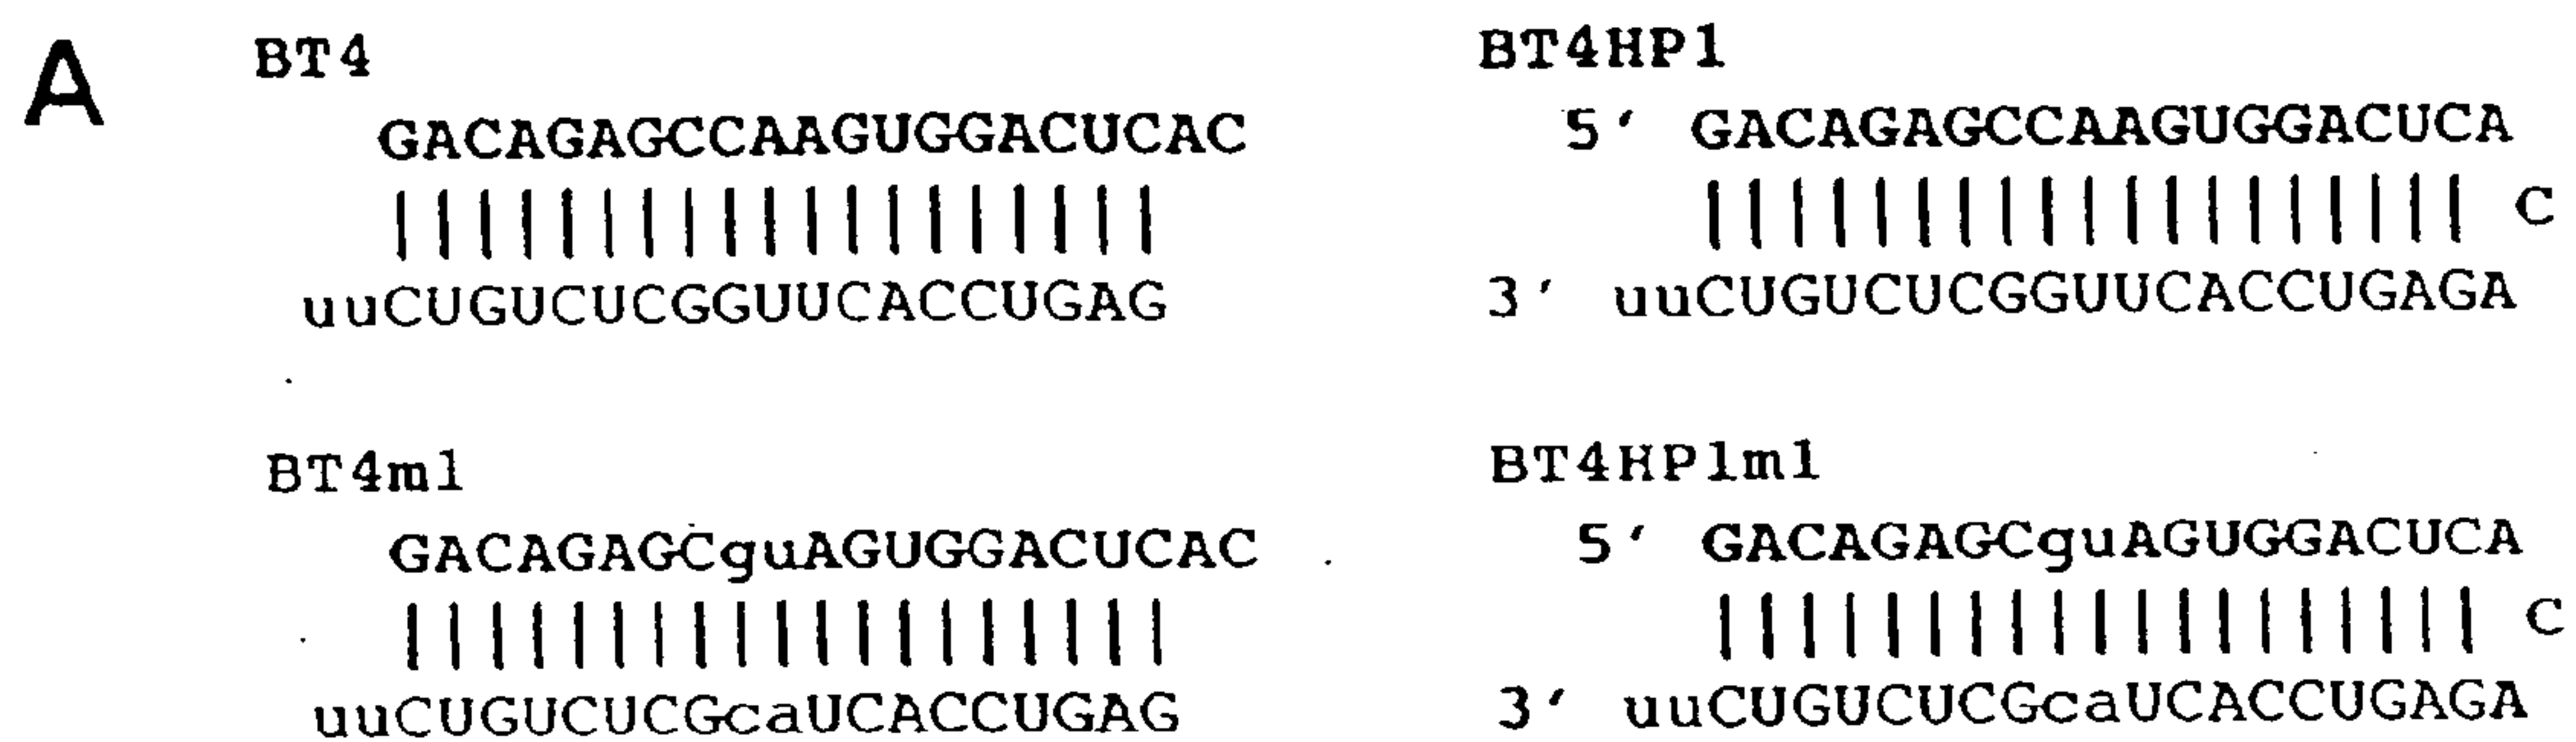 A
BT4
GACAGAGCCAAGUGGACUCAC
|||||||||||||||||||
uuCUGUCUCGGUUCACCUGAG
BT4HP1
5′ GACAGAGCCAAGUGGACUCA
||||||||||||||||||| C
3′ uuCUGUCUCGGUUCACCUGAGA
BT4m1
GACAGAGCguAGUGGACUCAC
|||||||||||||||||||
uuCUGUCUCGcaUCACCUGAG
BT4HP1m1
5′ GACAGAGCguAGUGGACUCA
||||||||||||||||||| C
3′ uuCUGUCUCGcaUCACCUGAGA